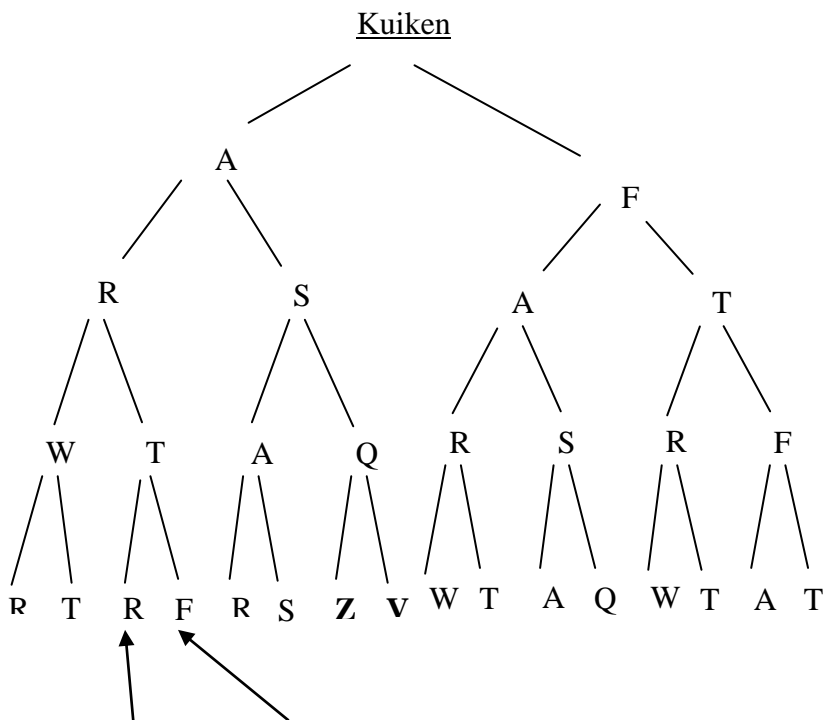 Kuiken
A F
R S A T
W T A Q R S R F
R T R F R S Z V W T A Q W T A T